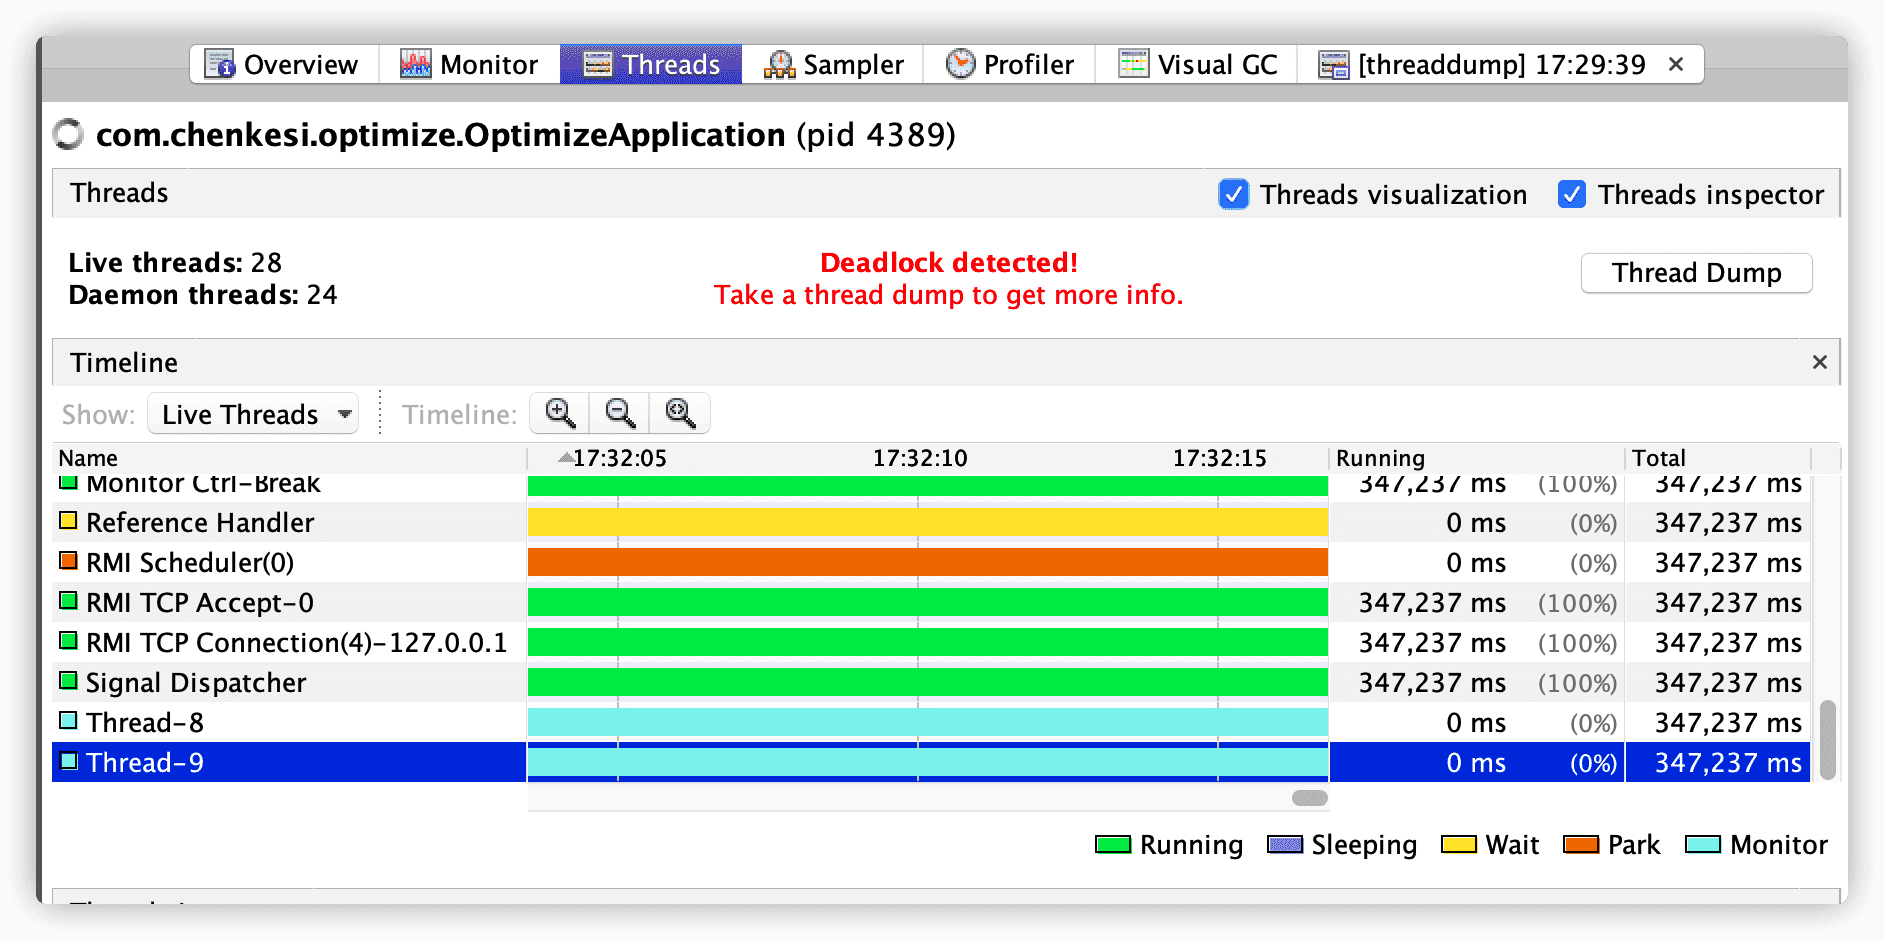 Overview Monitor Threads Sampler Profiler Visual GC [threaddump] 17:29:39 ×
com.chenkesi.optimize.OptimizeApplication (pid 4389)
Threads Threads visualization Threads inspector
Live threads: 28
Daemon threads: 24
Deadlock detected!
Take a thread dump to get more info.
Thread Dump
Timeline ×
Show: Live Threads Timeline:
Name 17:32:05 17:32:10 17:32:15 Running Total
Monitor Ctrl-Break 347,237 ms (100%) 347,237 ms
Reference Handler 0 ms (0%) 347,237 ms
RMI Scheduler(0) 0 ms (0%) 347,237 ms
RMI TCP Accept-0 347,237 ms (100%) 347,237 ms
RMI TCP Connection(4)-127.0.0.1 347,237 ms (100%) 347,237 ms
Signal Dispatcher 347,237 ms (100%) 347,237 ms
Thread-8 0 ms (0%) 347,237 ms
Thread-9 0 ms (0%) 347,237 ms
Running Sleeping Wait Park Monitor